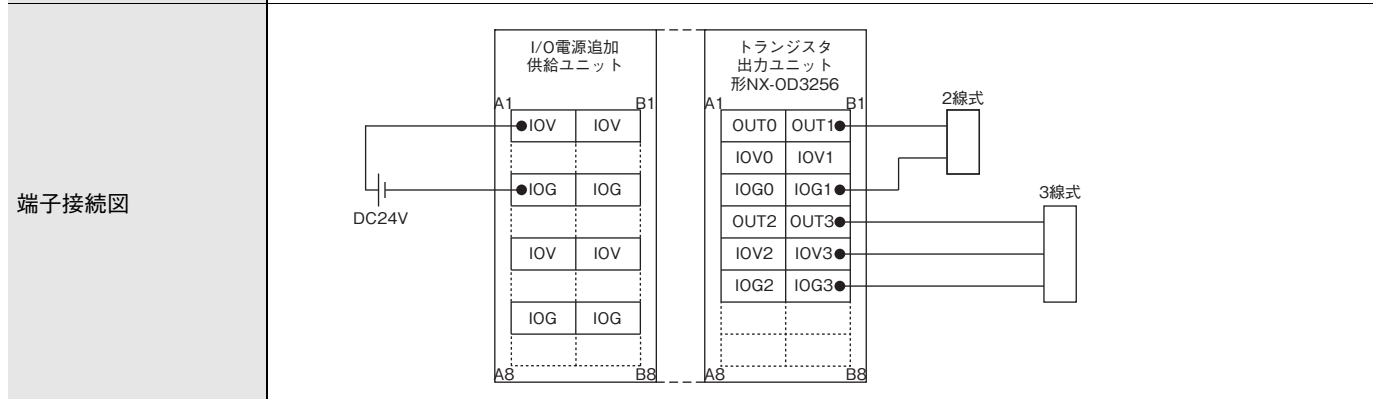 端子接続図
I/O電源追加
供給ユニット
A1 B1
IOV IOV
IOG IOG
IOV IOV
IOG IOG
A8 B8
DC24V
トランジスタ
出力ユニット
形NX-OD3256
A1 B1
OUT0 OUT1
IOV0 IOV1
IOG0 IOG1
OUT2 OUT3
IOV2 IOV3
IOG2 IOG3
A8 B8
2線式
3線式